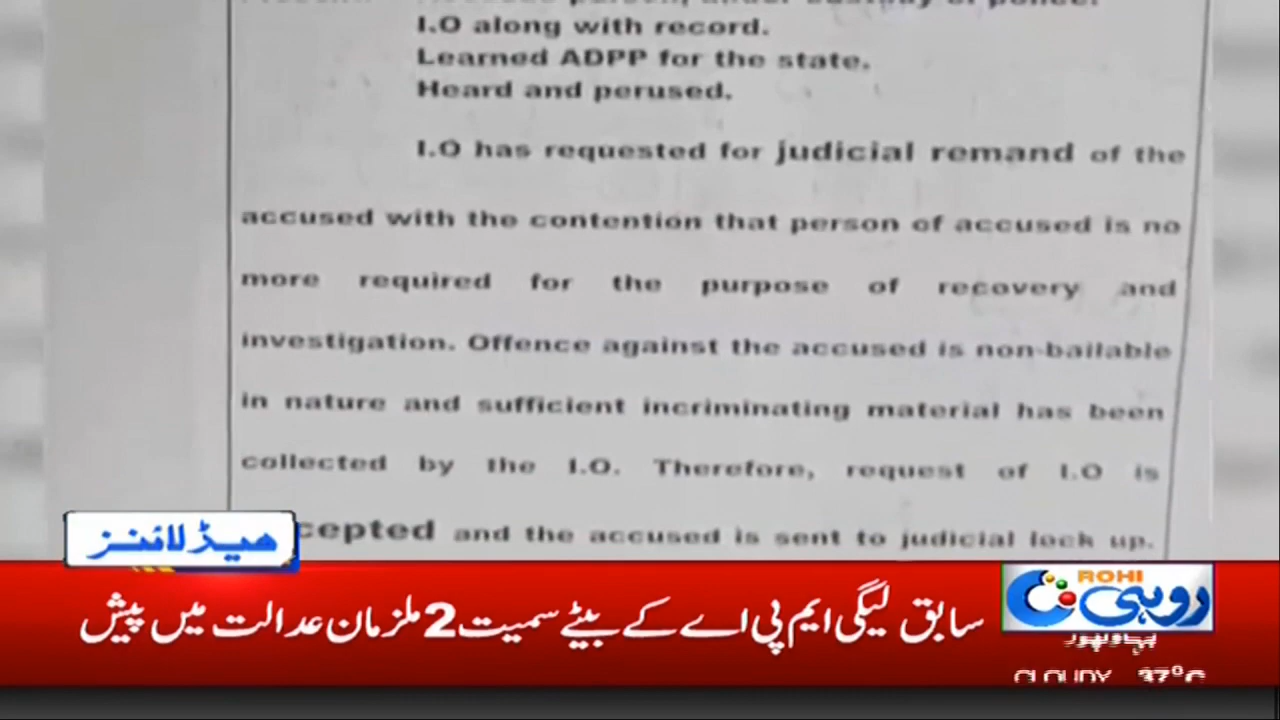 I.O along with record.
Learned ADPP for the state.
Heard and perused.
I.O has requested for judicial remand of the
accused with the contention that person of accused is no
more required for the purpose of recovery and
investigation. Offence against the accused is non-bailable
in nature and sufficient incriminating material has been
collected by the I.O. Therefore, request of I.O is
cepted and the accused is sent to judicial lock up.
ہیڈلائنز
سابق لیگی ایم پی اے کے بیٹے سمیت 2 ملزمان عدالت میں پیش
ROHI
روہی
CLOUDY 37°C